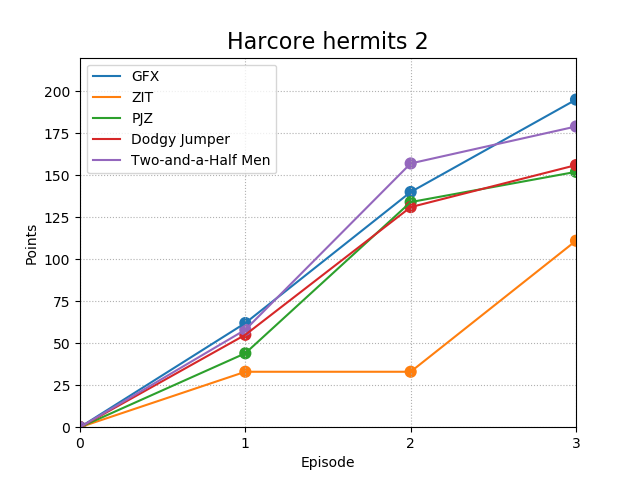 Harcore hermits 2
GFX
ZIT
PJZ
Dodgy Jumper
Two-and-a-Half Men
200
175
150
125
100
75
50
25
0
Points
0 1 2 3
Episode